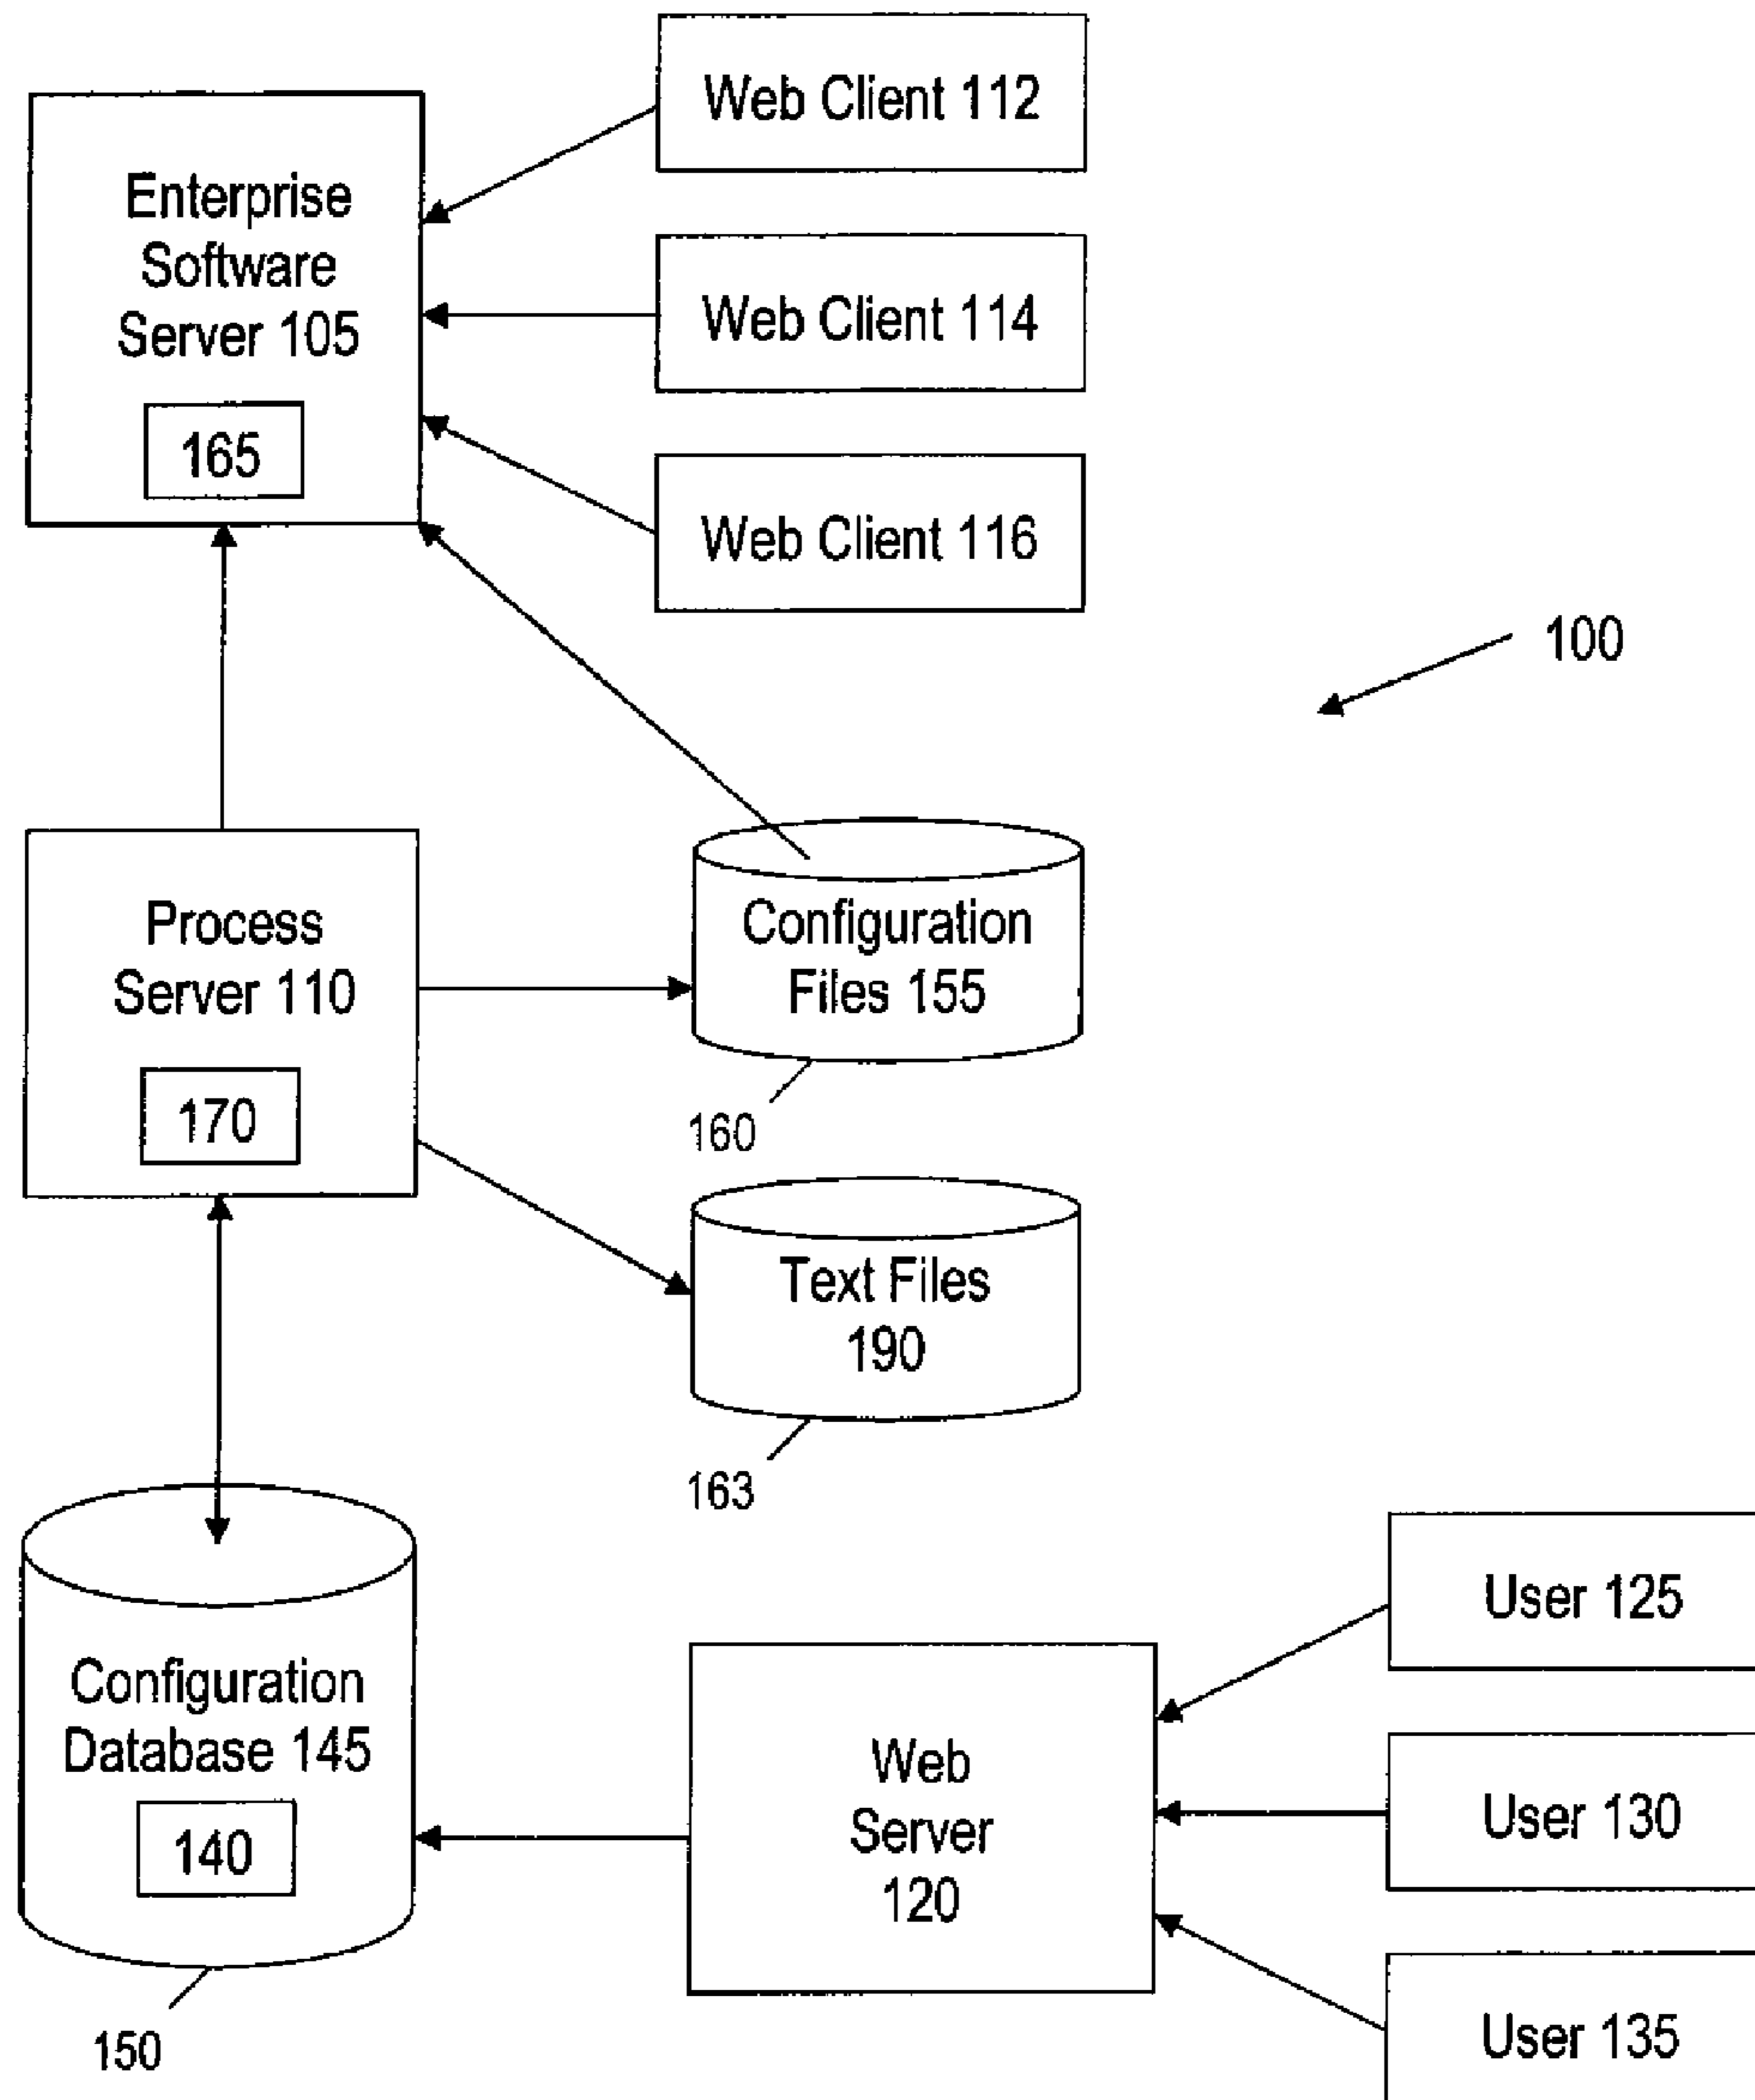 Web Client 112
Enterprise
Software
Server 105
165
Web Client 114
Web Client 116
100
Process
Server 110
170
Configuration
Files 155
160
Text Files
190
163
Configuration
Database 145
140
150
Web
Server
120
User 125
User 130
User 135